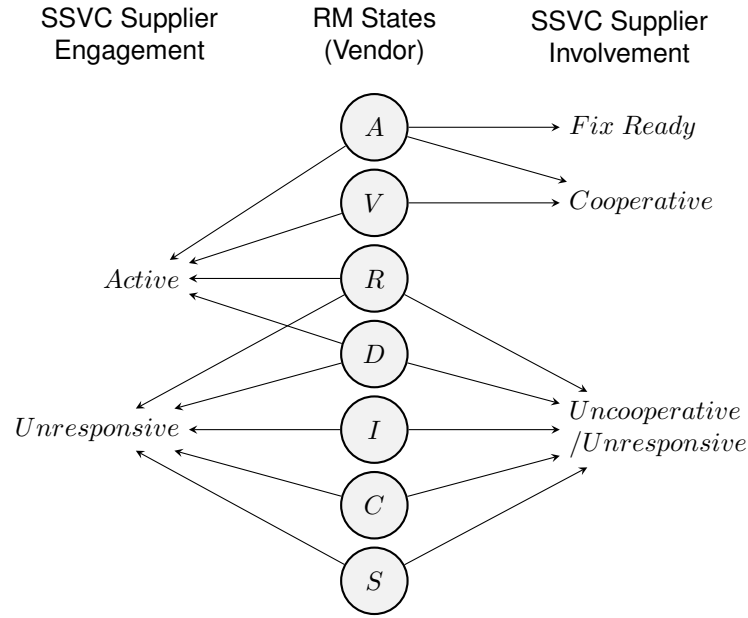 SSVC Supplier
Engagement
RM States
(Vendor)
SSVC Supplier
Involvement
A
Fix Ready
V
Cooperative
Active
R
D
Unresponsive
I
Uncooperative
/Unresponsive
C
S